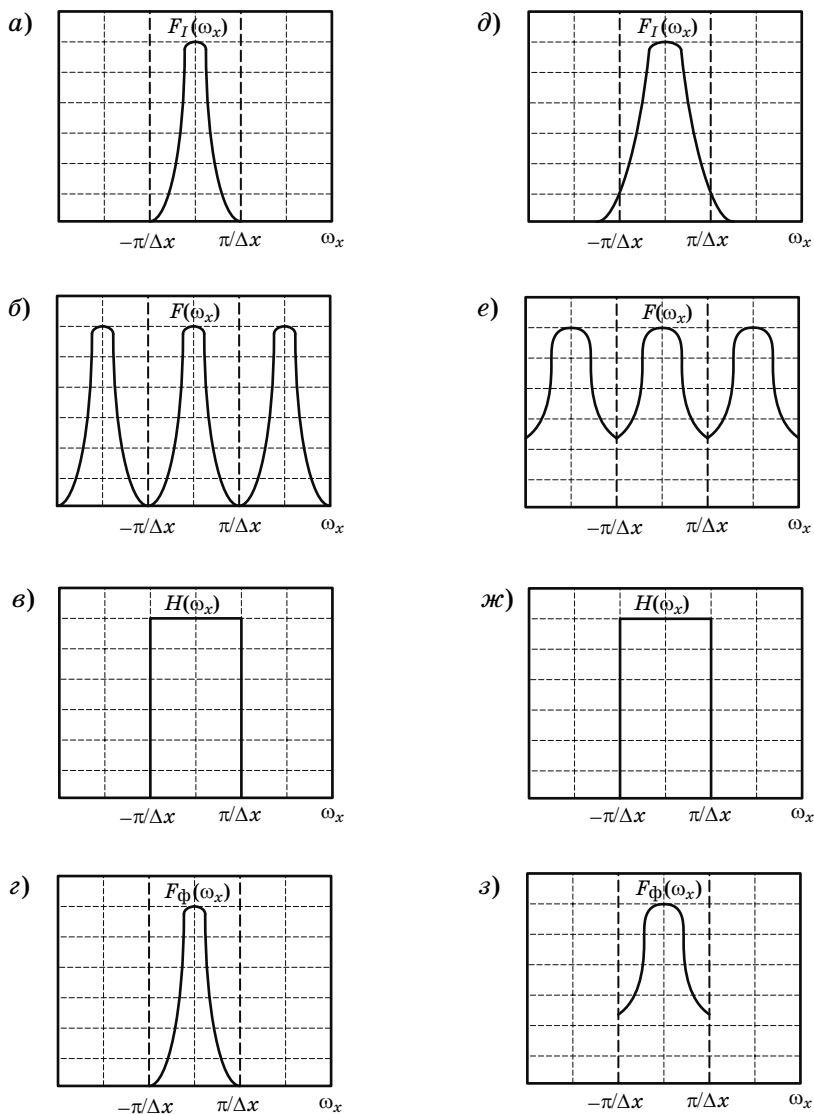 а) F_I(ω_x)
−π/Δx π/Δx ω_x
д) F_I(ω_x)
−π/Δx π/Δx ω_x
б) F(ω_x)
−π/Δx π/Δx ω_x
е) F(ω_x)
−π/Δx π/Δx ω_x
в) H(ω_x)
−π/Δx π/Δx ω_x
ж) H(ω_x)
−π/Δx π/Δx ω_x
г) F_ф(ω_x)
−π/Δx π/Δx ω_x
з) F_ф(ω_x)
−π/Δx π/Δx ω_x